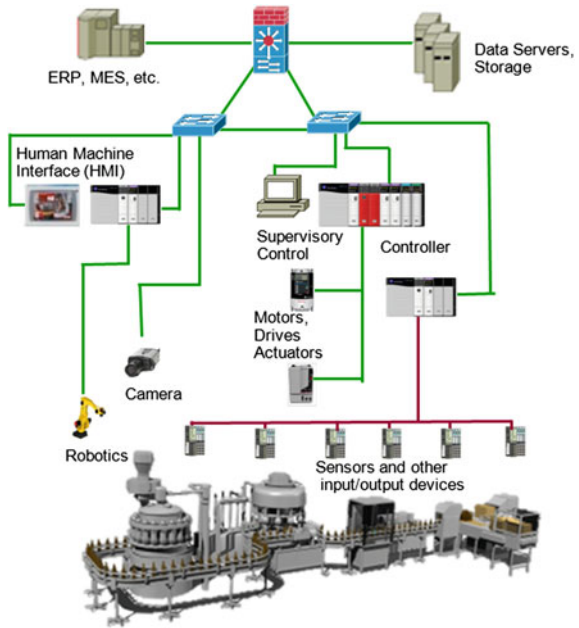 ERP, MES, etc.
Data Servers,
Storage
Human Machine
Interface (HMI)
Supervisory
Control
Controller
Motors,
Drives
Actuators
Camera
Robotics
Sensors and other
input/output devices